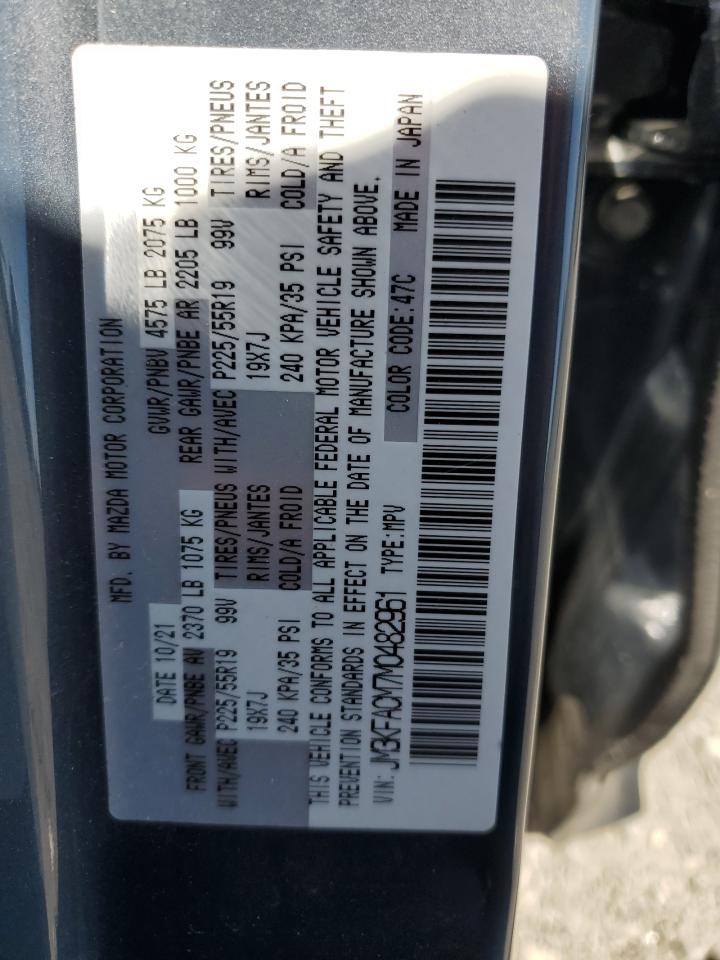 MFD. BY MAZDA MOTOR CORPORATION
DATE 10/21 GVWR/PNBV 4575 LB 2075 KG
FRONT GAWR/PNBE AV 2370 LB 1075 KG REAR GAWR/PNBE AR 2205 LB 1000 KG
WITH/AVEC P225/55R19 99V TIRES/PNEUS WITH/AVEC P225/55R19 99V TIRES/PNEUS
19X7J RIMS/JANTES 19X7J RIMS/JANTES
240 KPA/35 PSI COLD/A FROID 240 KPA/35 PSI COLD/A FROID
THIS VEHICLE CONFORMS TO ALL APPLICABLE FEDERAL MOTOR VEHICLE SAFETY AND THEFT
PREVENTION STANDARDS IN EFFECT ON THE DATE OF MANUFACTURE SHOWN ABOVE.
VIN: JM3KFACM7M0482961 TYPE:MPV COLOR CODE:47C MADE IN JAPAN